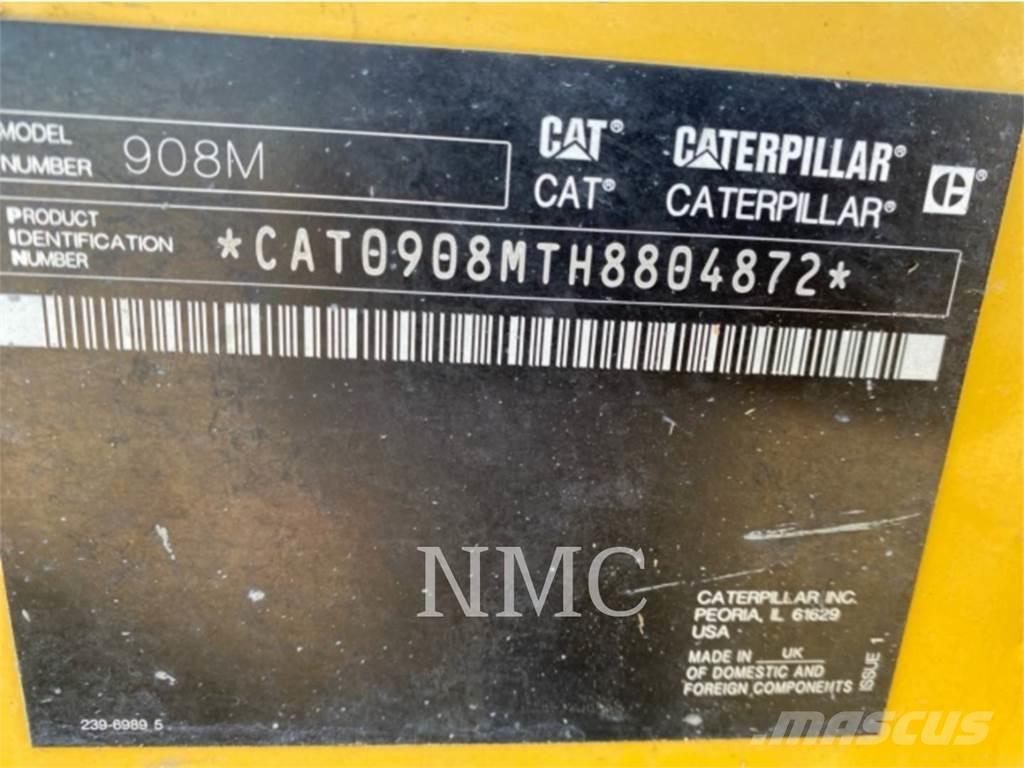 MODEL
NUMBER 908M
CAT® CATERPILLAR®
CAT® CATERPILLAR® ®
PRODUCT
IDENTIFICATION
NUMBER
*CAT0908MTH8804872*
NMC
CATERPILLAR INC.
PEORIA, IL 61629
USA
MADE IN UK
OF DOMESTIC AND
FOREIGN COMPONENTS
ISSUE 1
239-6989 5
MASCUS